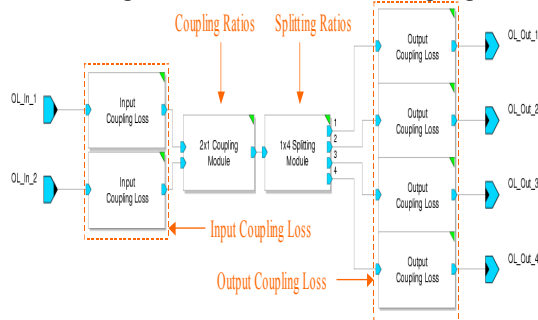 Coupling Ratios
Splitting Ratios
Output
Coupling Loss
OL_Out_1
OL_In_1
Input
Coupling Loss
2x1 Coupling
Module
1x4 Splitting
Module
1
2
3
4
Output
Coupling Loss
OL_Out_2
OL_In_2
Input
Coupling Loss
Output
Coupling Loss
OL_Out_3
Input Coupling Loss
Output Coupling Loss
Output
Coupling Loss
OL_Out_4